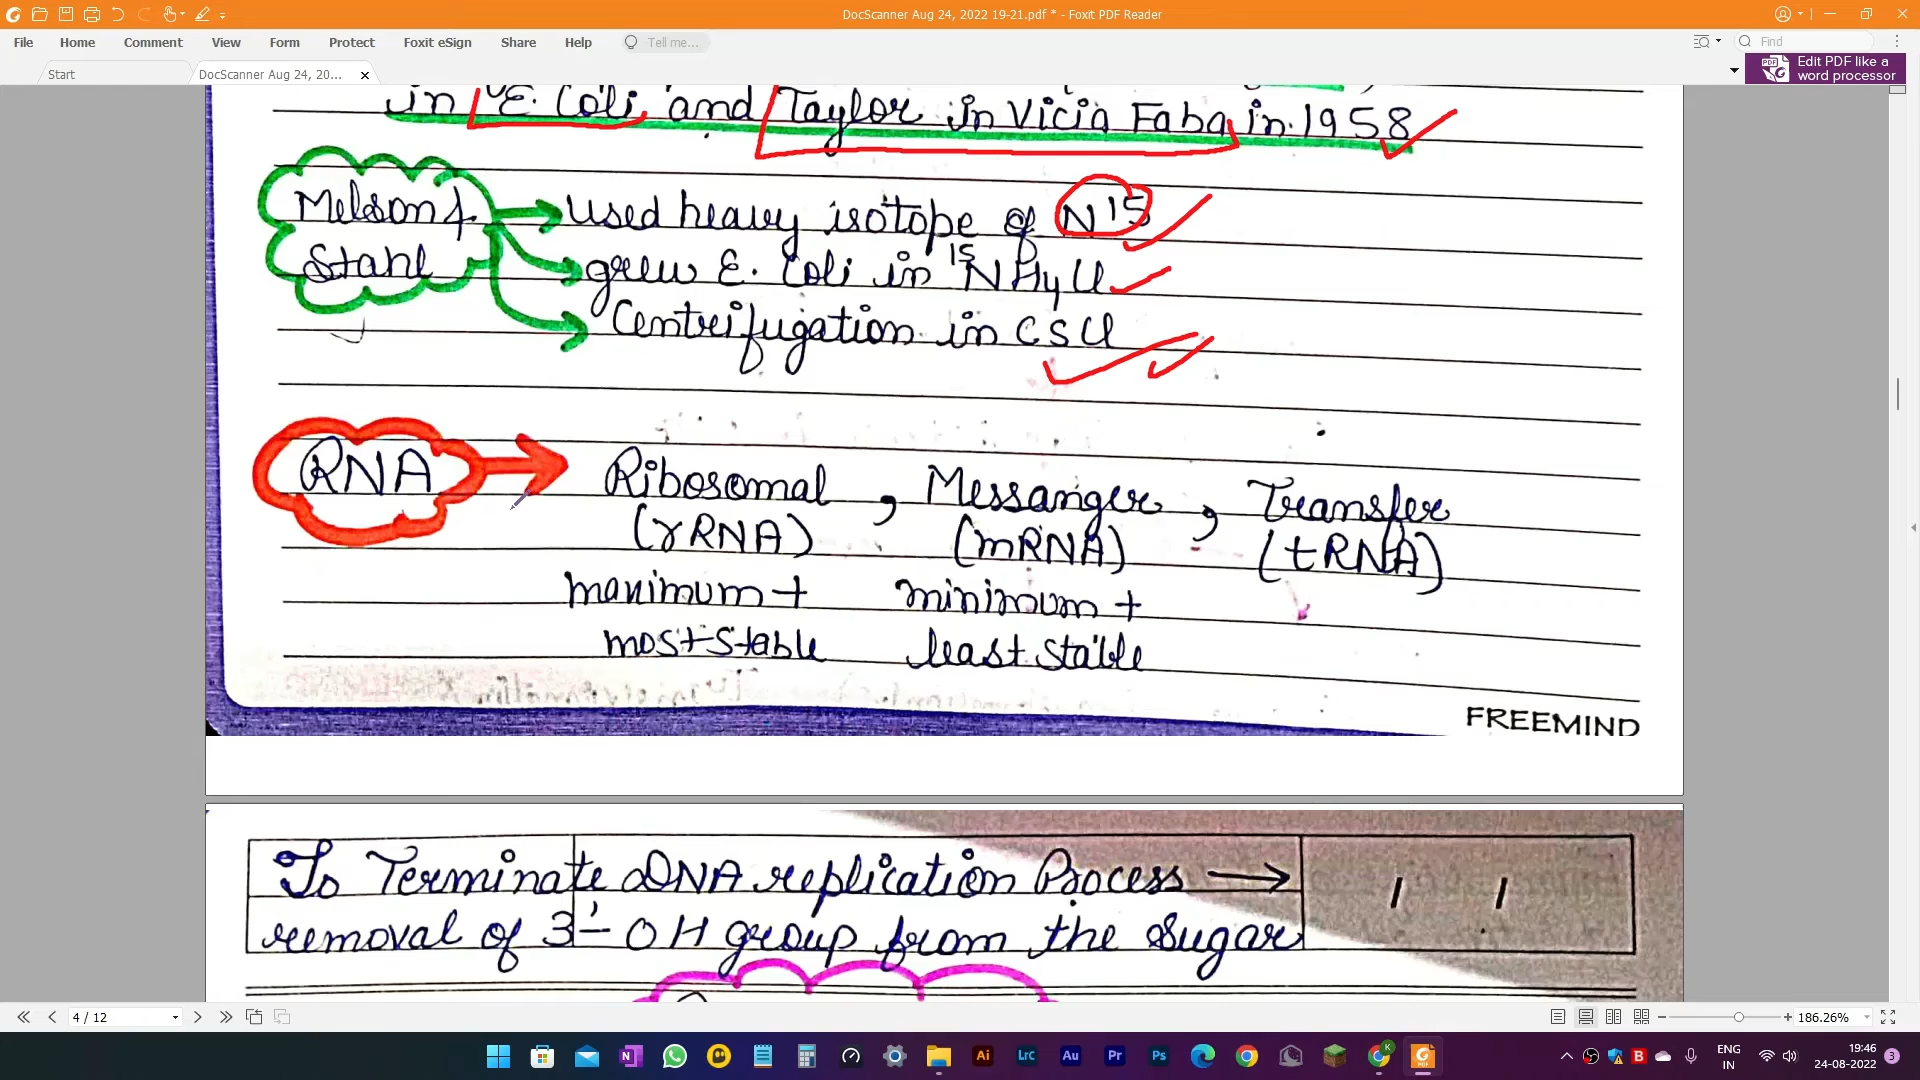 DocScanner Aug 24, 2022 19-21.pdf * - Foxit PDF Reader
File Home Comment View Form Protect Foxit eSign Share Help Tell me... Find
Start DocScanner Aug 24, 20... Edit PDF like a
word processor
in E. Coli, and Taylor in Vicia Faba in 1958
Melson & used heavy isotope of N15
Stahl grew E. Coli in 15NH4Cl
Centrifugation in CSCl
RNA Ribosomal , Messanger , Transfer
(rRNA) (mRNA) (tRNA)
maximum + minimum +
most stable least stable
FREEMIND
To Terminate DNA replication Process →
removal of 3'- OH group from the Sugar
4 / 12 186.26%
ENG 19:46
IN 24-08-2022 3